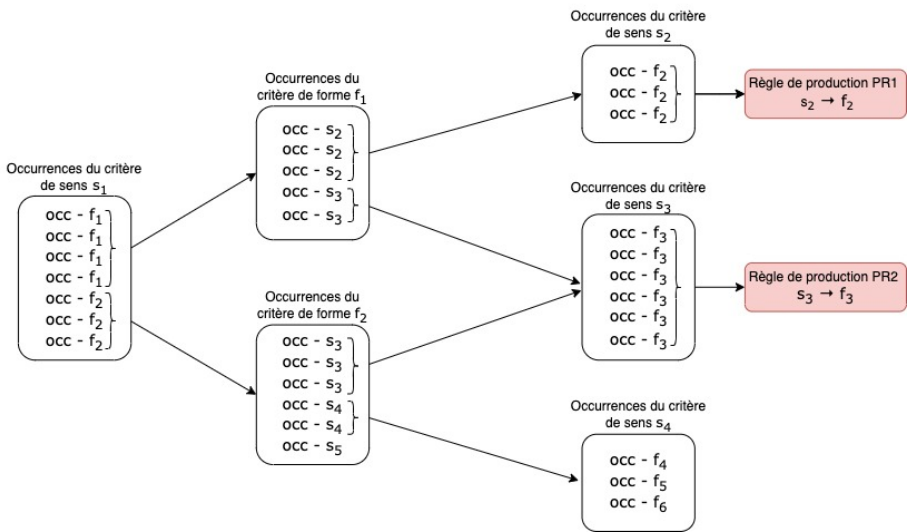 Occurrences du critère
de sens s₁
occ - f₁
occ - f₁
occ - f₁
occ - f₁
occ - f₂
occ - f₂
occ - f₂
Occurrences du
critère de forme f₁
occ - s₂
occ - s₂
occ - s₂
occ - s₃
occ - s₃
Occurrences du
critère de forme f₂
occ - s₃
occ - s₃
occ - s₃
occ - s₄
occ - s₄
occ - s₅
Occurrences du critère
de sens s₂
occ - f₂
occ - f₂
occ - f₂
Occurrences du critère
de sens s₃
occ - f₃
occ - f₃
occ - f₃
occ - f₃
occ - f₃
occ - f₃
Occurrences du critère
de sens s₄
occ - f₄
occ - f₅
occ - f₆
Règle de production PR1
s₂ → f₂
Règle de production PR2
s₃ → f₃